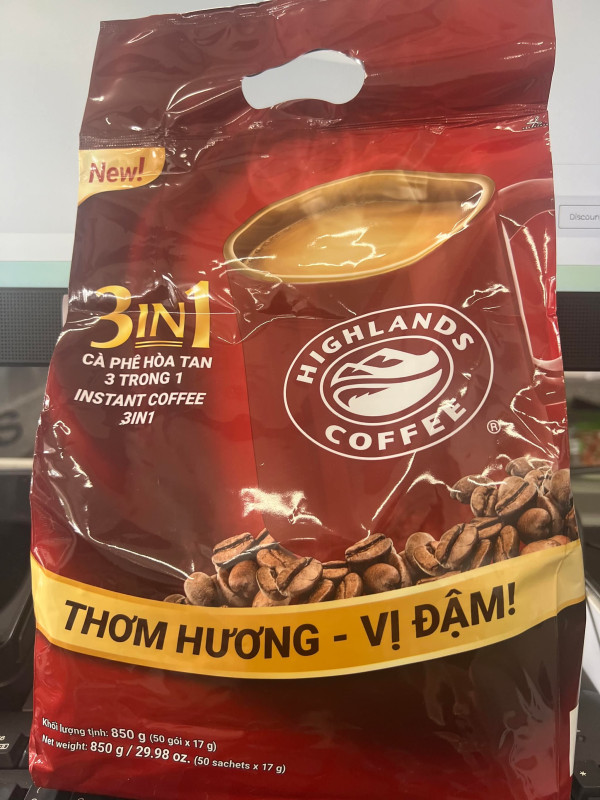 New!
3IN1
CÀ PHÊ HÒA TAN
3 TRONG 1
INSTANT COFFEE
3IN1
HIGHLANDS
COFFEE
®
THƠM HƯƠNG - VỊ ĐẬM!
Khối lượng tịnh: 850 g (50 gói x 17 g)
Net weight: 850 g / 29.98 oz. (50 sachets x 17 g)
Discoun